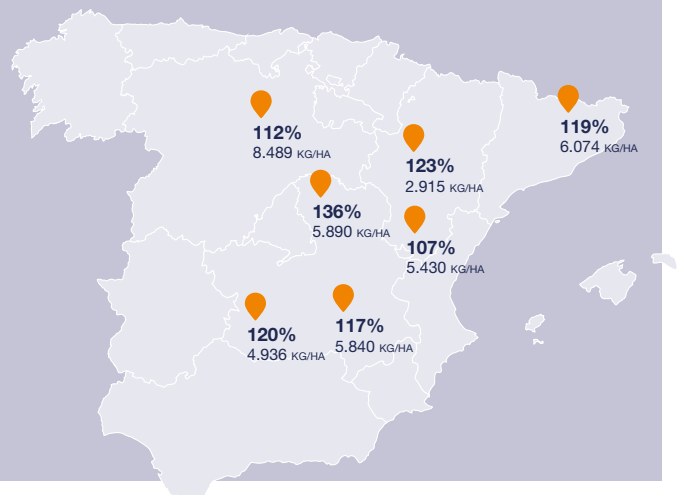 112%
8.489 KG/HA
119%
6.074 KG/HA
123%
2.915 KG/HA
136%
5.890 KG/HA
107%
5.430 KG/HA
120%
4.936 KG/HA
117%
5.840 KG/HA